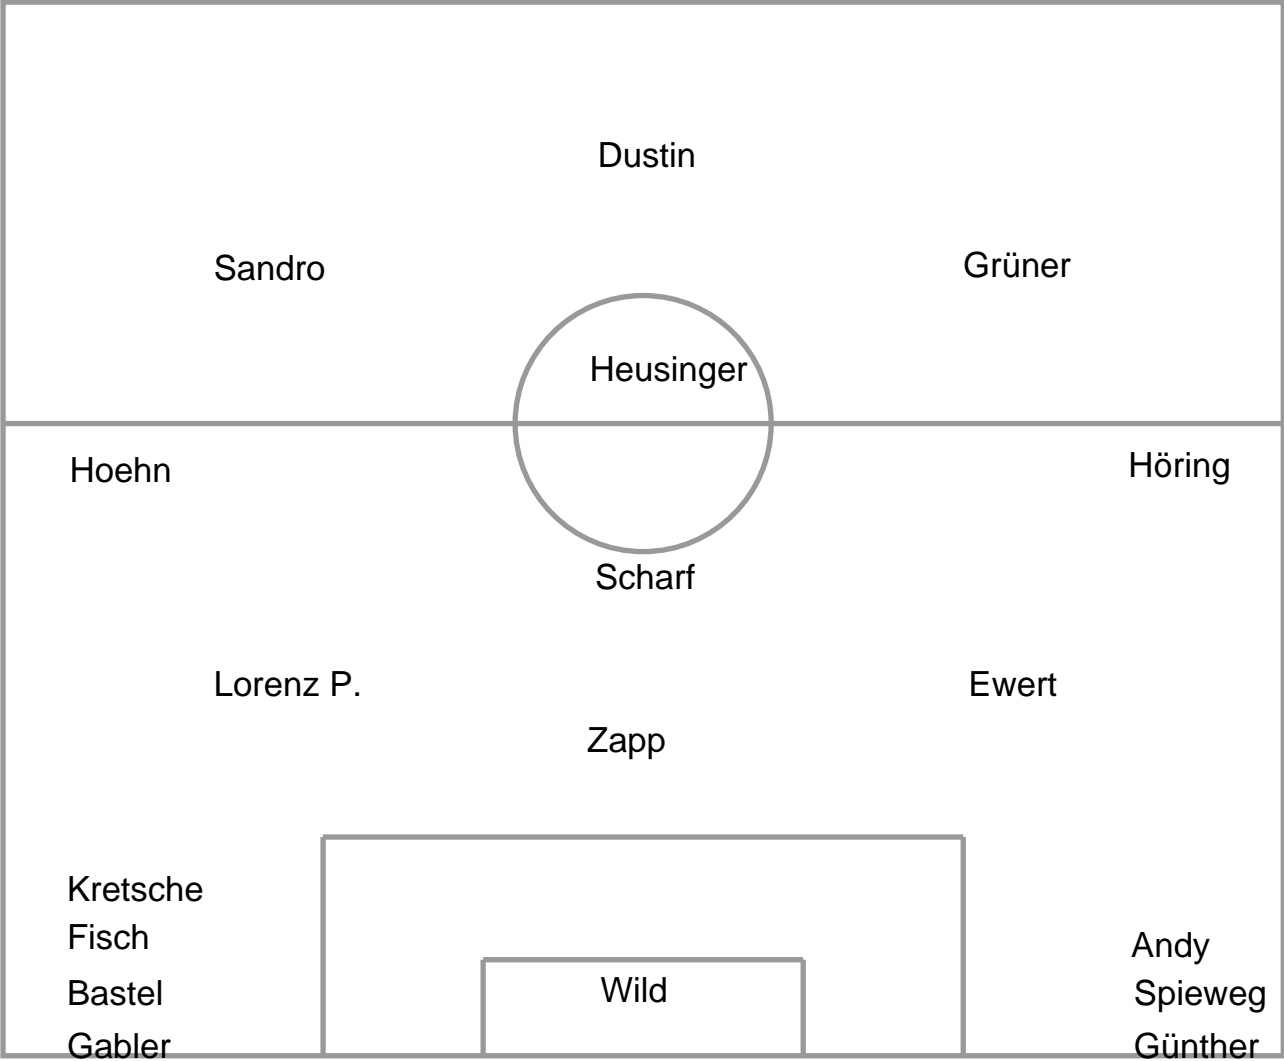 Dustin
Sandro
Grüner
Heusinger
Hoehn
Höring
Scharf
Lorenz P.
Ewert
Zapp
Kretsche
Fisch
Andy
Bastel
Wild
Spieweg
Gabler
Günther